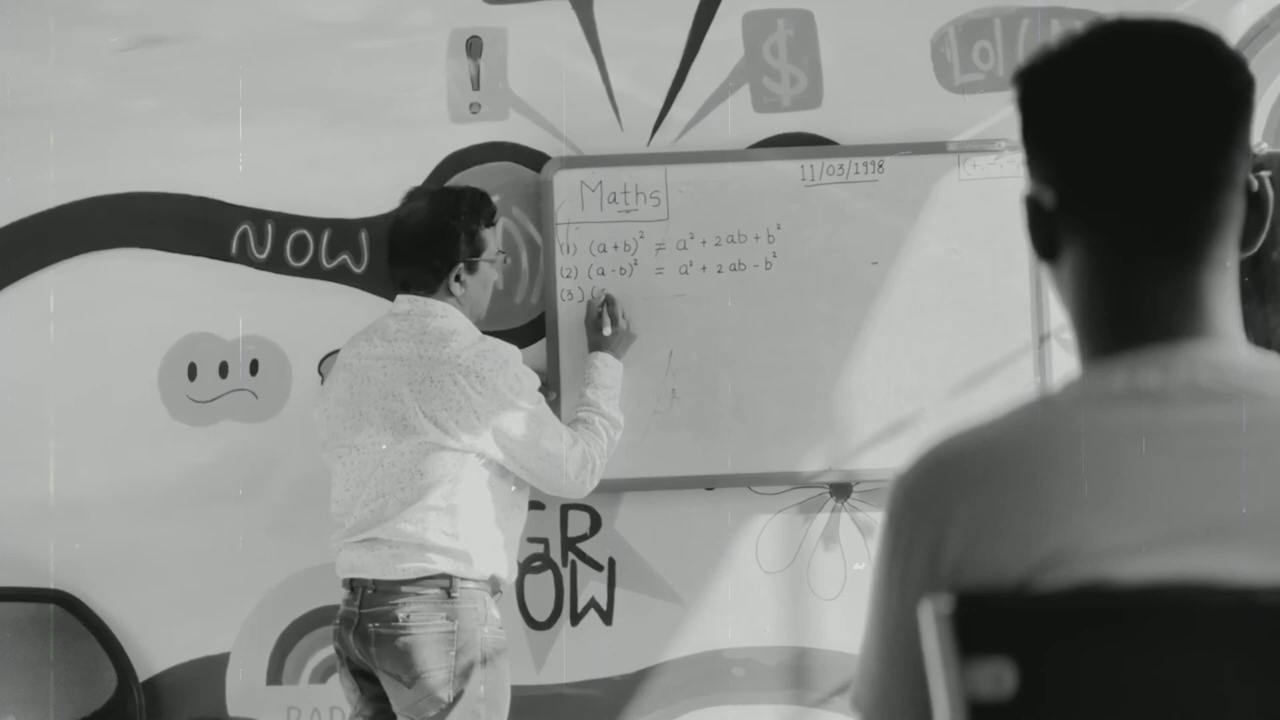 !
$
Lol
11/03/1998
Maths
NOW
(1) (a+b)² ≠ a² + 2ab + b²
(2) (a-b)² = a² + 2ab - b²
(3) (
GR
OW